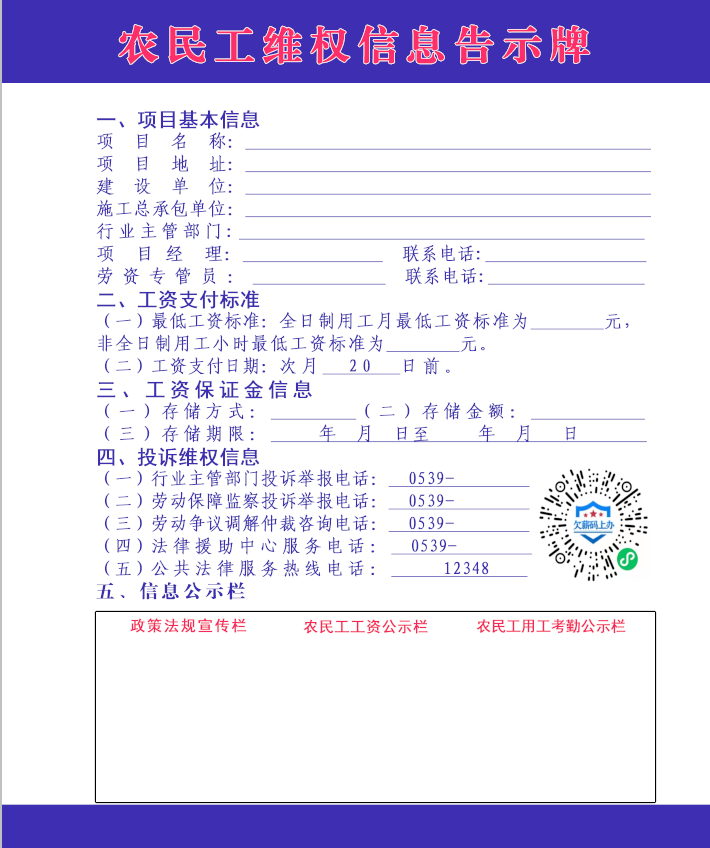 农民工维权信息告示牌
一、项目基本信息
项目名称：
项目地址：
建设单位：
施工总承包单位：
行业主管部门：
项目经理： 联系电话：
劳资专管员： 联系电话：
二、工资支付标准
（一）最低工资标准：全日制用工月最低工资标准为________元，
非全日制用工小时最低工资标准为________元。
（二）工资支付日期：次月 20 日前。
三、工资保证金信息
（一）存储方式：________（二）存储金额：________
（三）存储期限： 年 月 日至 年 月 日
四、投诉维权信息
（一）行业主管部门投诉举报电话： 0539-
（二）劳动保障监察投诉举报电话： 0539-
（三）劳动争议调解仲裁咨询电话： 0539-
欠薪码上办
（四）法律援助中心服务电话： 0539-
（五）公共法律服务热线电话： 12348
五、信息公示栏
政策法规宣传栏 农民工工资公示栏 农民工用工考勤公示栏